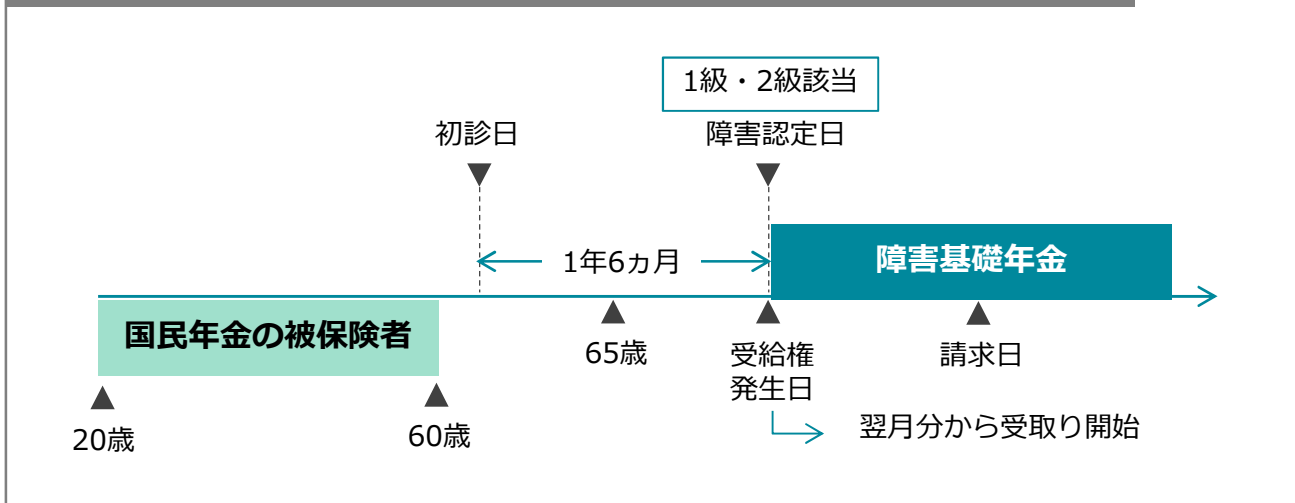 1級・2級該当
初診日
障害認定日
1年6ヵ月
障害基礎年金
国民年金の被保険者
65歳
受給権
発生日
請求日
20歳
60歳
翌月分から受取り開始